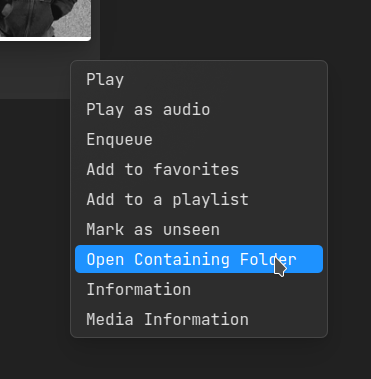 Play
Play as audio
Enqueue
Add to favorites
Add to a playlist
Mark as unseen
Open Containing Folder
Information
Media Information